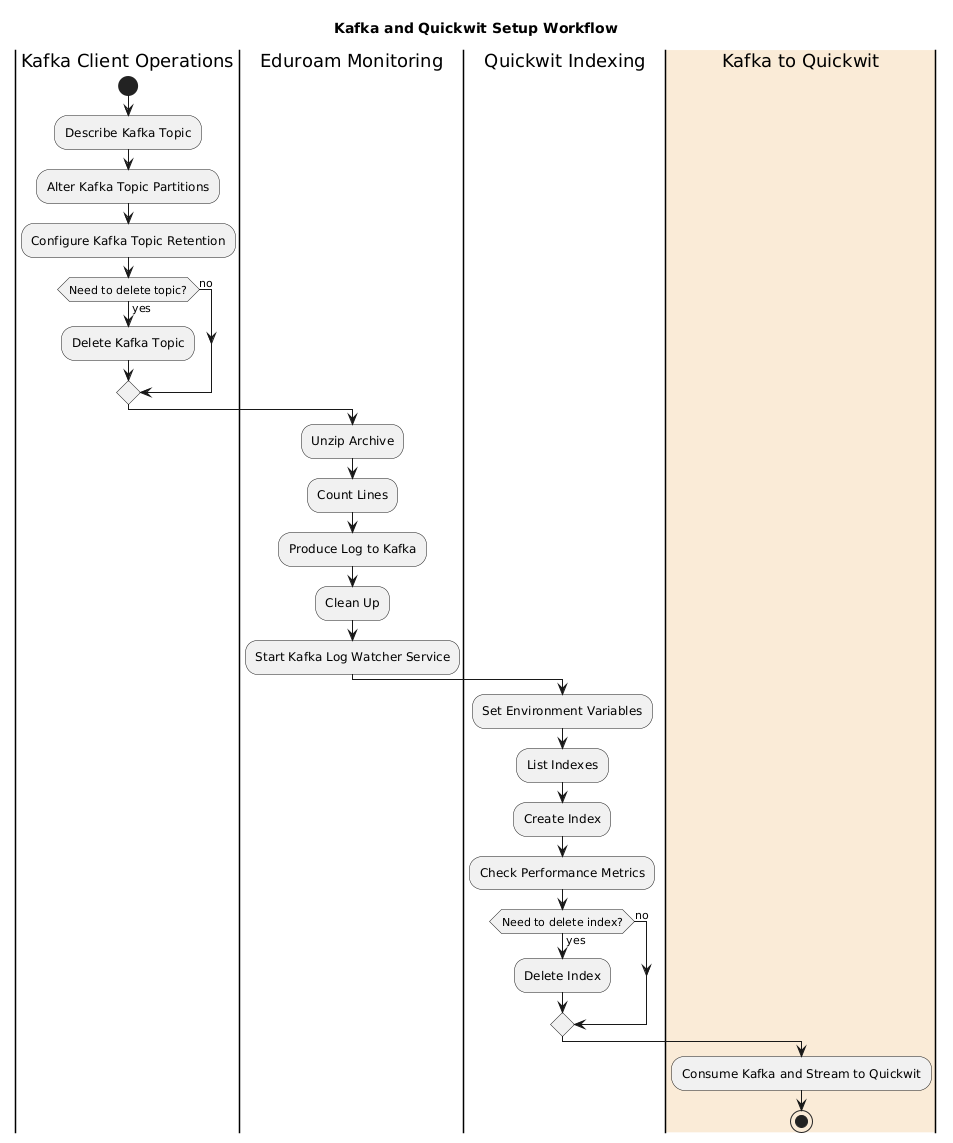 Kafka and Quickwit Setup Workflow
Kafka Client Operations
Eduroam Monitoring
Quickwit Indexing
Kafka to Quickwit
Describe Kafka Topic
Alter Kafka Topic Partitions
Configure Kafka Topic Retention
Need to delete topic?
no
yes
Delete Kafka Topic
Unzip Archive
Count Lines
Produce Log to Kafka
Clean Up
Start Kafka Log Watcher Service
Set Environment Variables
List Indexes
Create Index
Check Performance Metrics
Need to delete index?
no
yes
Delete Index
Consume Kafka and Stream to Quickwit